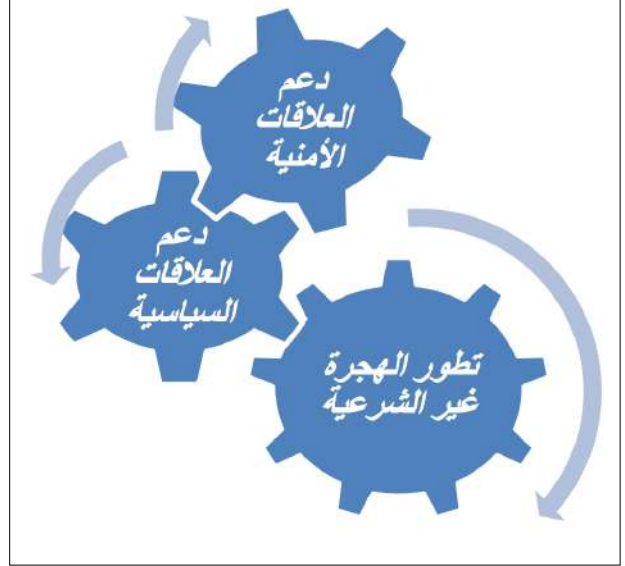 دعم
العلاقات
الأمنية
دعم
العلاقات
السياسية
تطور الهجرة
غير الشرعية